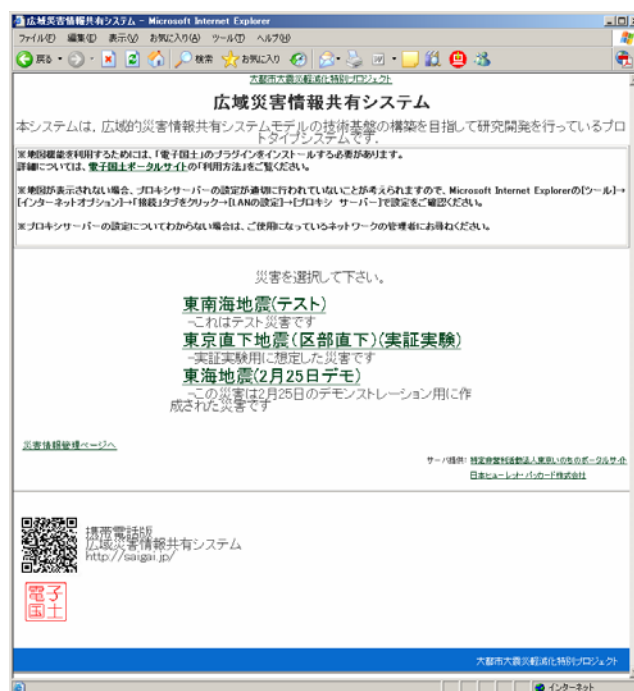 広域災害情報共有システム - Microsoft Internet Explorer
ファイル(F) 編集(E) 表示(V) お気に入り(A) ツール(T) ヘルプ(H)
戻る 検索 お気に入り
大都市大震災軽減化特別プロジェクト
広域災害情報共有システム
本システムは，広域的災害情報共有システムモデルの技術基盤の構築を目指して研究開発を行っているプロ
トタイプシステムです．
※地図機能を利用するためには、「電子国土」のプラグインをインストールする必要があります。
詳細については、電子国土ポータルサイトの「利用方法」をご覧ください。
※地図が表示されない場合、プロキシサーバーの設定が適切に行われていないことが考えられますので、Microsoft Internet Explorerの[ツール]→
[インターネットオプション]→「接続」タブをクリック→[LANの設定]→[プロキシ サーバー]で設定をご確認ください。
※プロキシサーバーの設定についてわからない場合は、ご使用になっているネットワークの管理者にお尋ねください。
災害を選択して下さい。
東南海地震(テスト)
-これはテスト災害です
東京直下地震(区部直下)(実証実験)
-実証実験用に想定した災害です
東海地震(2月25日デモ)
-この災害は2月25日のデモンストレーション用に作
成された災害です
災害情報管理ページへ
サーバ提供: 特定非営利活動法人東京いのちのポータルサイト
日本ヒューレット・パッカード株式会社
携帯電話版
広域災害情報共有システム
http://saigai.jp/
電子
国土
大都市大震災軽減化特別プロジェクト
インターネット